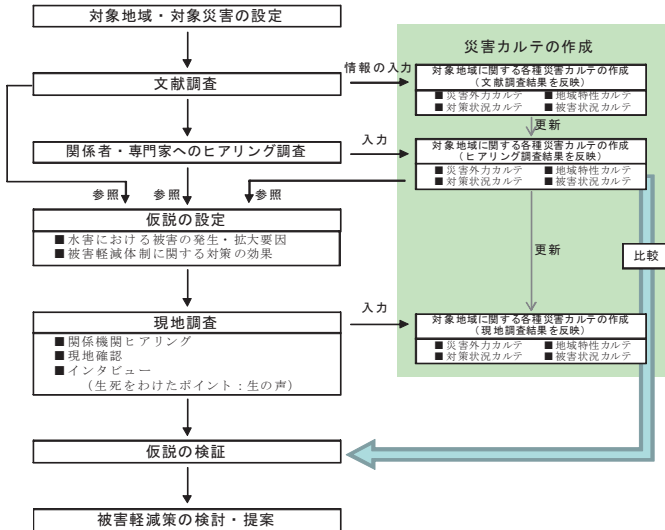 対象地域・対象災害の設定
文献調査
関係者・専門家へのヒアリング調査
参照
参照
参照
仮説の設定
■水害における被害の発生・拡大要因
■被害軽減体制に関する対策の効果
現地調査
■関係機関ヒアリング
■現地確認
■インタビュー
（生死をわけたポイント：生の声）
仮説の検証
被害軽減策の検討・提案
情報の入力
入力
入力
災害カルテの作成
対象地域に関する各種災害カルテの作成
（文献調査結果を反映）
■災害外力カルテ ■地域特性カルテ
■対策状況カルテ ■被害状況カルテ
更新
対象地域に関する各種災害カルテの作成
（ヒアリング調査結果を反映）
■災害外力カルテ ■地域特性カルテ
■対策状況カルテ ■被害状況カルテ
更新
比較
対象地域に関する各種災害カルテの作成
（現地調査結果を反映）
■災害外力カルテ ■地域特性カルテ
■対策状況カルテ ■被害状況カルテ